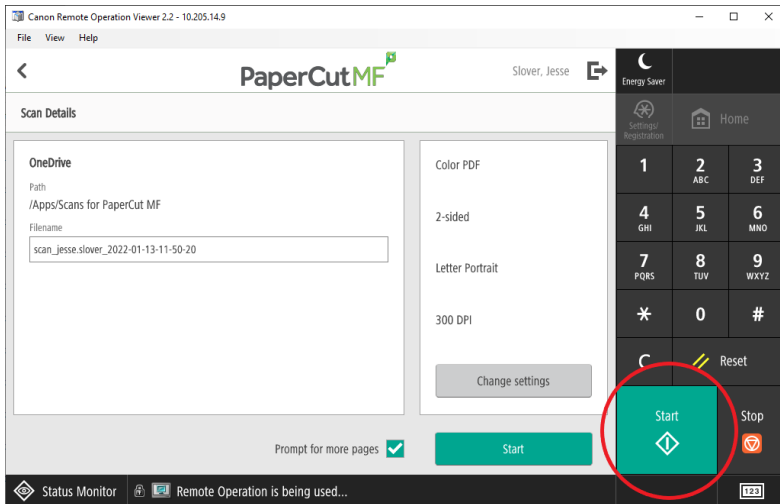 Canon Remote Operation Viewer 2.2 - 10.205.14.9
File View Help
PaperCut MF
Slover, Jesse
Scan Details
OneDrive
Path
/Apps/Scans for PaperCut MF
Filename
scan_jesse.slover_2022-01-13-11-50-20
Color PDF
2-sided
Letter Portrait
300 DPI
Change settings
Prompt for more pages
Start
Energy Saver
Settings/
Registration
Home
1 2 3
ABC DEF
4 5 6
GHI JKL MNO
7 8 9
PQRS TUV WXYZ
* 0 #
C Reset
Start Stop
Status Monitor Remote Operation is being used...
123